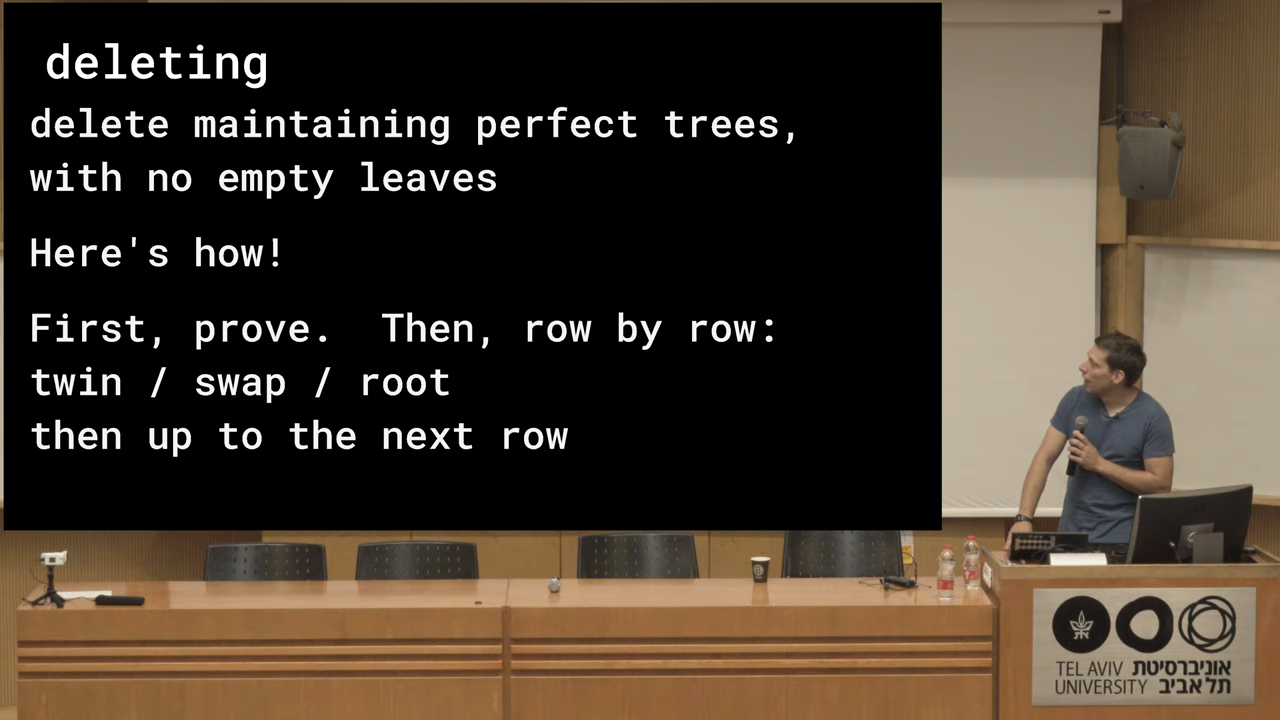 deleting
delete maintaining perfect trees,
with no empty leaves
Here's how!
First, prove.  Then, row by row:
twin / swap / root
then up to the next row
TEL AVIV אוניברסיטת
UNIVERSITY תל אביב